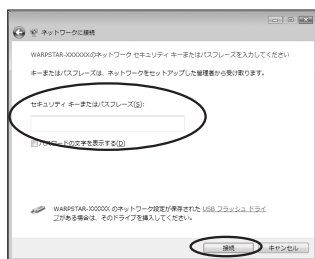 ネットワークに接続
WARPSTAR-XXXXXXのネットワーク セキュリティ キーまたはパスフレーズを入力してください
キーまたはパスフレーズは、ネットワークをセットアップした管理者から受け取ります。
セキュリティ キーまたはパスフレーズ(S):
パスワードの文字を表示する(D)
WARPSTAR-XXXXXX のネットワーク設定が保存された USB フラッシュ ドライ
ブがある場合は、そのドライブを挿入してください。
接続
キャンセル